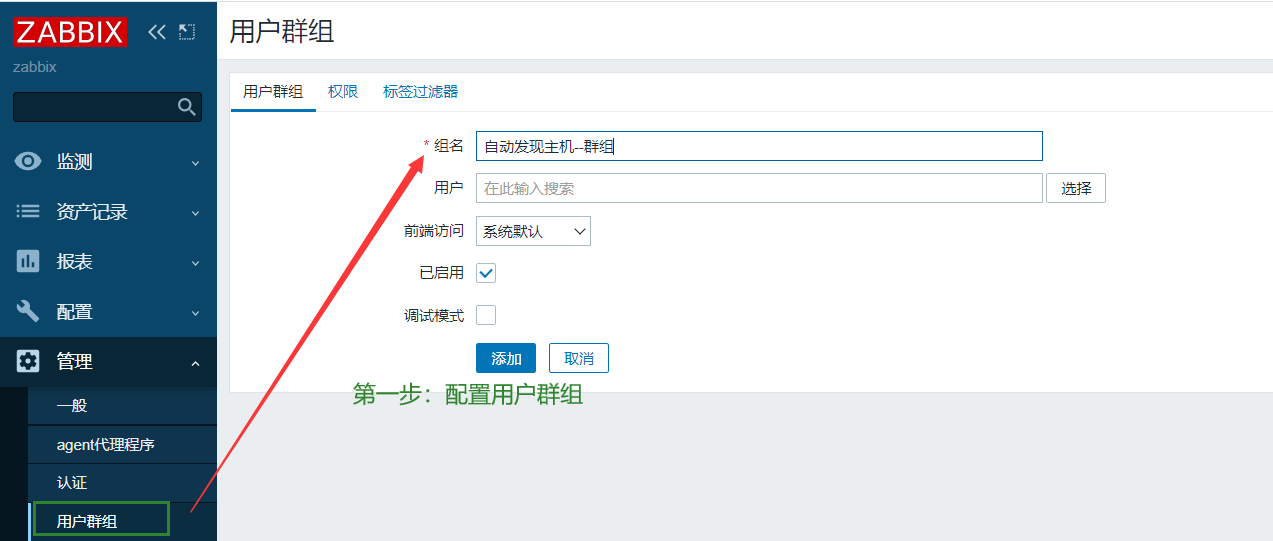 ZABBIX
zabbix
监测
资产记录
报表
配置
管理
一般
agent代理程序
认证
用户群组
用户群组
用户群组 权限 标签过滤器
* 组名 自动发现主机--群组
用户 在此输入搜索 选择
前端访问 系统默认
已启用
调试模式
添加 取消
第一步：配置用户群组